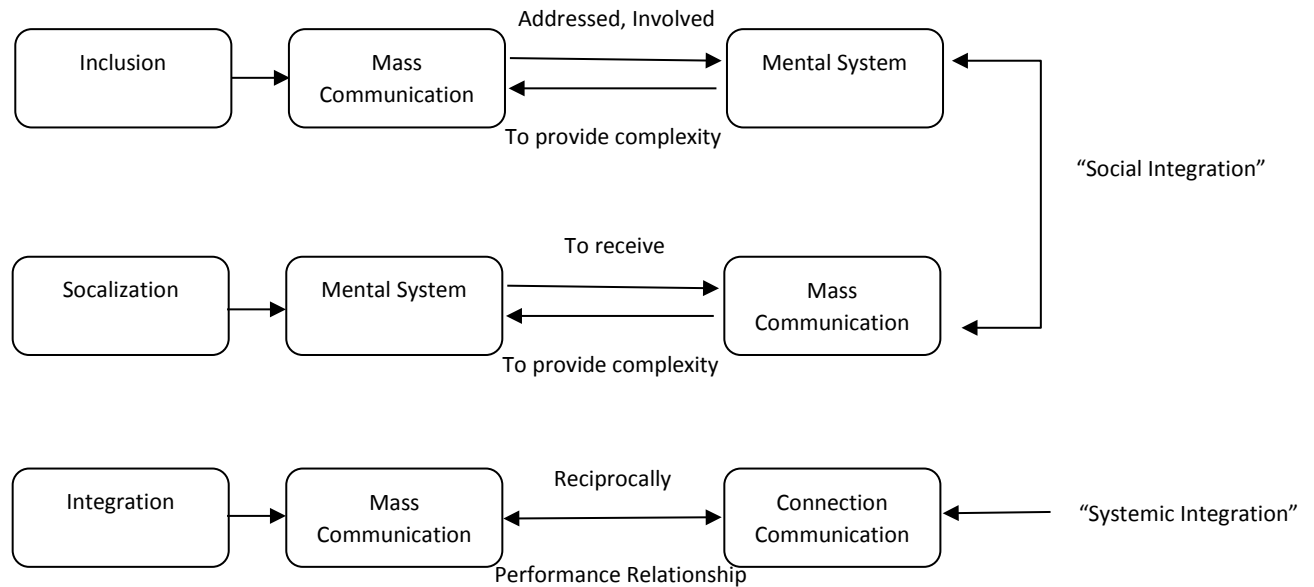 Addressed, Involved
Inclusion
Mass
Communication
Mental System
To provide complexity
“Social Integration”
To receive
Socalization
Mental System
Mass
Communication
To provide complexity
Reciprocally
Integration
Mass
Communication
Connection
Communication
“Systemic Integration”
Performance Relationship